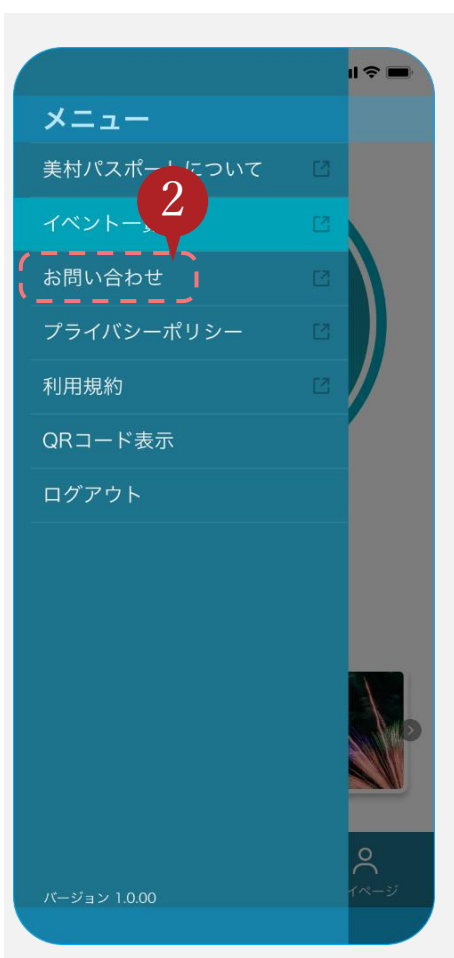 メニュー
美村パスポートについて
2
イベント一
お問い合わせ
プライバシーポリシー
利用規約
QRコード表示
ログアウト
イページ
バージョン 1.0.00